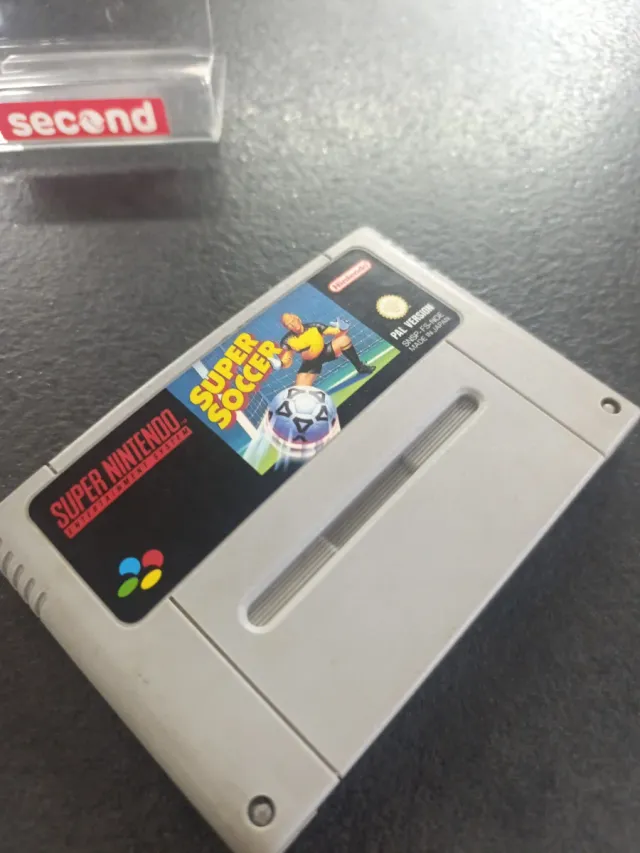 second
Nintendo
PAL VERSION
SNSP-FS-NOE
MADE IN JAPAN
SUPER
SOCCER
SUPER NINTENDO
ENTERTAINMENT SYSTEM